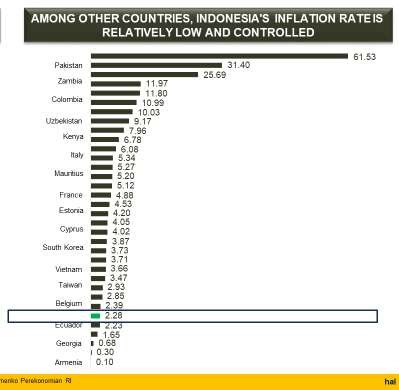 AMONG OTHER COUNTRIES, INDONESIA'S INFLATION RATE IS
RELATIVELY LOW AND CONTROLLED
61.53
Pakistan 31.40
25.69
Zambia 11.97
11.80
Colombia 10.99
10.03
Uzbekistan 9.17
7.96
Kenya 6.78
6.08
Italy 5.34
5.27
Mauritius 5.20
5.12
France 4.88
4.53
Estonia 4.20
4.05
Cyprus 4.02
3.87
South Korea 3.73
3.71
Vietnam 3.66
3.47
Taiwan 2.93
2.85
Belgium 2.39
2.28
Ecuador 2.23
1.65
Georgia 0.68
0.30
Armenia 0.10
menko Perekonomian RI
hal